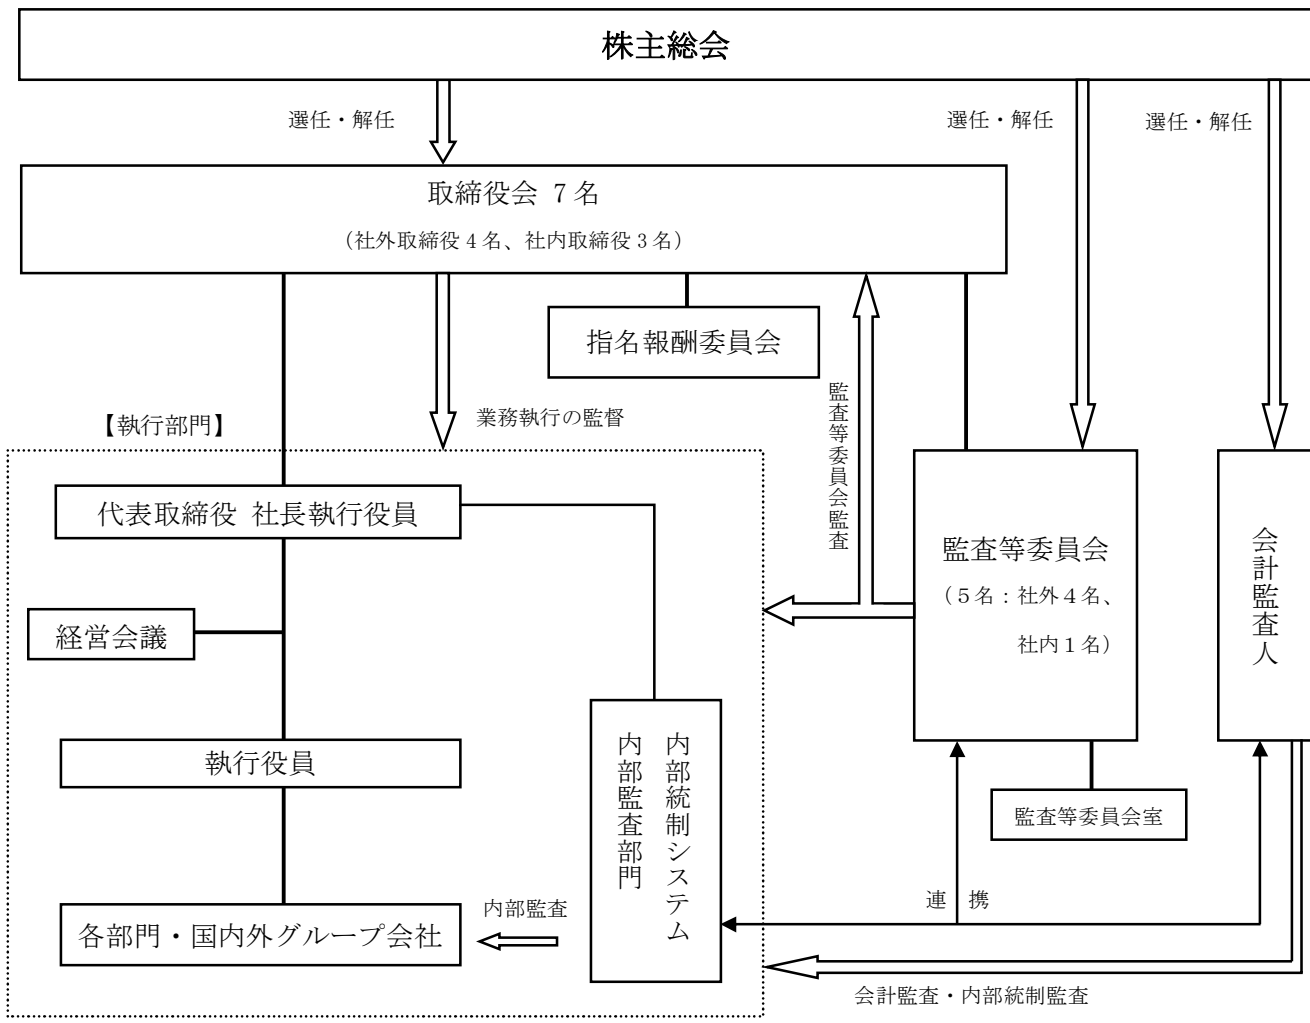 株主総会
選任・解任
選任・解任
選任・解任
取締役会 7名
（社外取締役4名、社内取締役3名）
指名報酬委員会
【執行部門】
業務執行の監督
監査等委員会監査
代表取締役 社長執行役員
監査等委員会
（5名：社外4名、
社内1名）
会計監査人
経営会議
執行役員
内部統制システム
内部監査部門
監査等委員会室
連 携
内部監査
各部門・国内外グループ会社
会計監査・内部統制監査